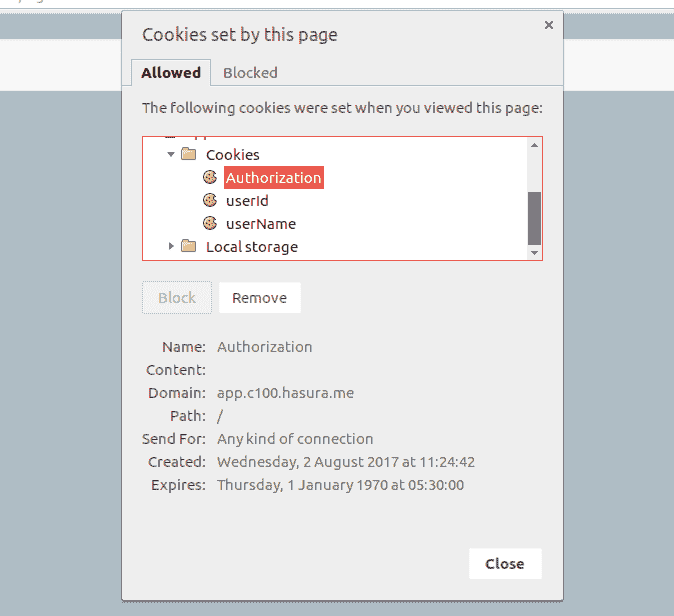 Cookies set by this page
Allowed Blocked
The following cookies were set when you viewed this page:
Cookies
Authorization
userId
userName
Local storage
Block Remove
Name: Authorization
Content:
Domain: app.c100.hasura.me
Path: /
Send For: Any kind of connection
Created: Wednesday, 2 August 2017 at 11:24:42
Expires: Thursday, 1 January 1970 at 05:30:00
Close